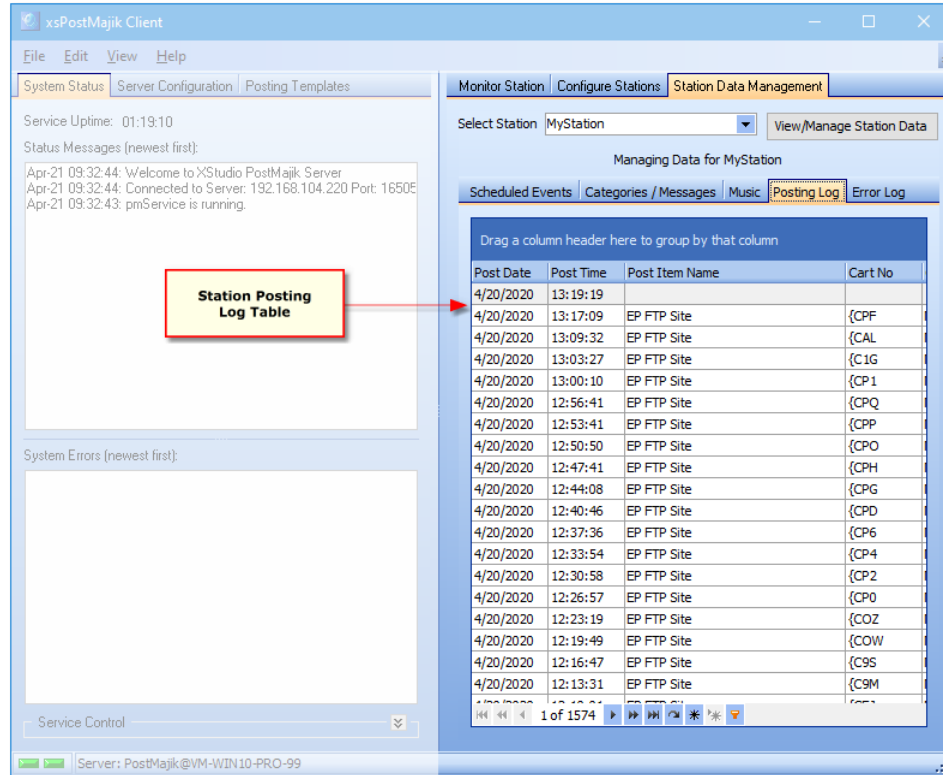 xsPostMajik Client
File Edit View Help
System Status Server Configuration Posting Templates
Service Uptime: 01:19:10
Status Messages (newest first):
Apr-21 09:32:44: Welcome to XStudio PostMajik Server
Apr-21 09:32:44: Connected to Server: 192.168.104.220 Port: 16505
Apr-21 09:32:43: pmService is running.
Station Posting
Log Table
System Errors (newest first):
Service Control
Monitor Station Configure Stations Station Data Management
Select Station MyStation View/Manage Station Data
Managing Data for MyStation
Scheduled Events Categories / Messages Music Posting Log Error Log
Drag a column header here to group by that column
Post Date Post Time Post Item Name Cart No
4/20/2020 13:19:19
4/20/2020 13:17:09 EP FTP Site {CPF
4/20/2020 13:09:32 EP FTP Site {CAL
4/20/2020 13:03:27 EP FTP Site {C1G
4/20/2020 13:00:10 EP FTP Site {CP1
4/20/2020 12:56:41 EP FTP Site {CPQ
4/20/2020 12:53:41 EP FTP Site {CPP
4/20/2020 12:50:50 EP FTP Site {CPO
4/20/2020 12:47:41 EP FTP Site {CPH
4/20/2020 12:44:08 EP FTP Site {CPG
4/20/2020 12:40:46 EP FTP Site {CPD
4/20/2020 12:37:36 EP FTP Site {CP6
4/20/2020 12:33:54 EP FTP Site {CP4
4/20/2020 12:30:58 EP FTP Site {CP2
4/20/2020 12:26:57 EP FTP Site {CP0
4/20/2020 12:23:19 EP FTP Site {COZ
4/20/2020 12:19:49 EP FTP Site {COW
4/20/2020 12:16:47 EP FTP Site {C9S
4/20/2020 12:13:31 EP FTP Site {C9M
1 of 1574
Server: PostMajik@VM-WIN10-PRO-99